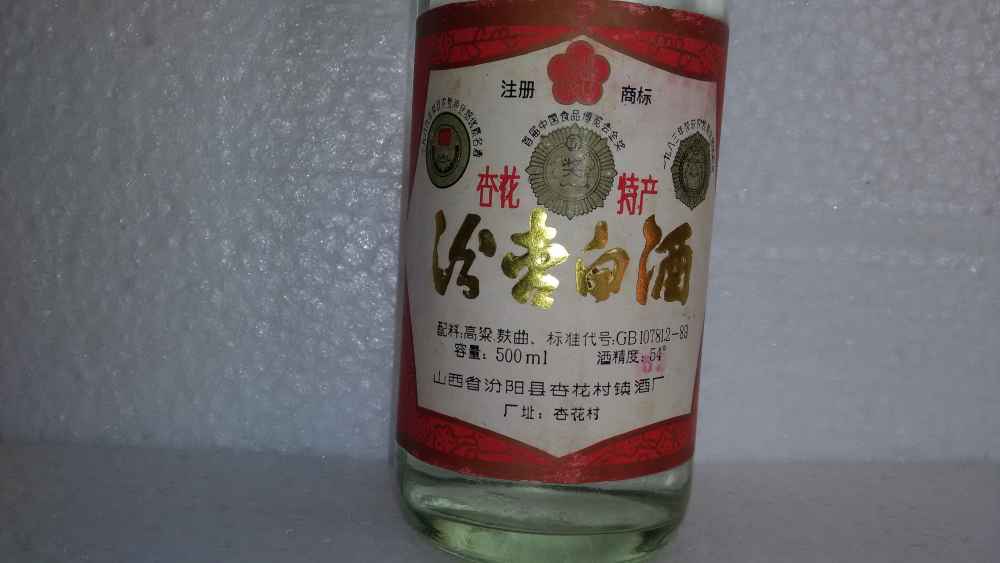 注册 商标
首届中国食品博览会金奖
奖
杏花 特产
汾杏白酒
配料:高粱.麸曲、标准代号:GB10781.2-89
容量: 500ml 酒精度: 54°
山西省汾阳县杏花村镇酒厂
厂址: 杏花村